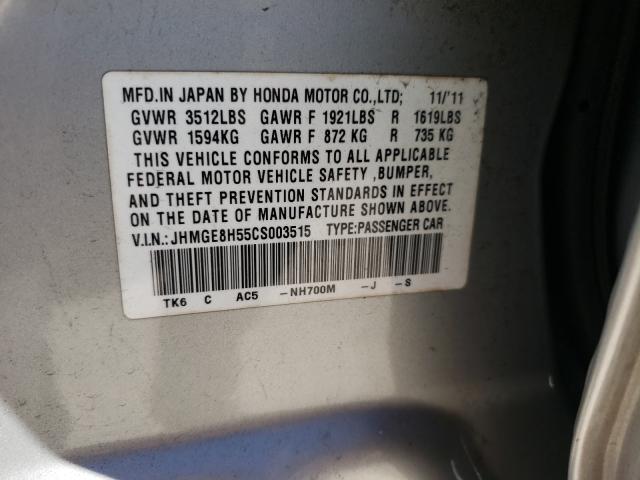 MFD.IN JAPAN BY HONDA MOTOR CO.,LTD; 11/'11
GVWR 3512LBS GAWR F 1921LBS R 1619LBS
GVWR 1594KG GAWR F 872 KG R 735 KG
THIS VEHICLE CONFORMS TO ALL APPLICABLE
FEDERAL MOTOR VEHICLE SAFETY ,BUMPER,
AND THEFT PREVENTION STANDARDS IN EFFECT
ON THE DATE OF MANUFACTURE SHOWN ABOVE.
V.I.N.:JHMGE8H55CS003515 TYPE:PASSENGER CAR
TK6 C AC5 -NH700M -J -S